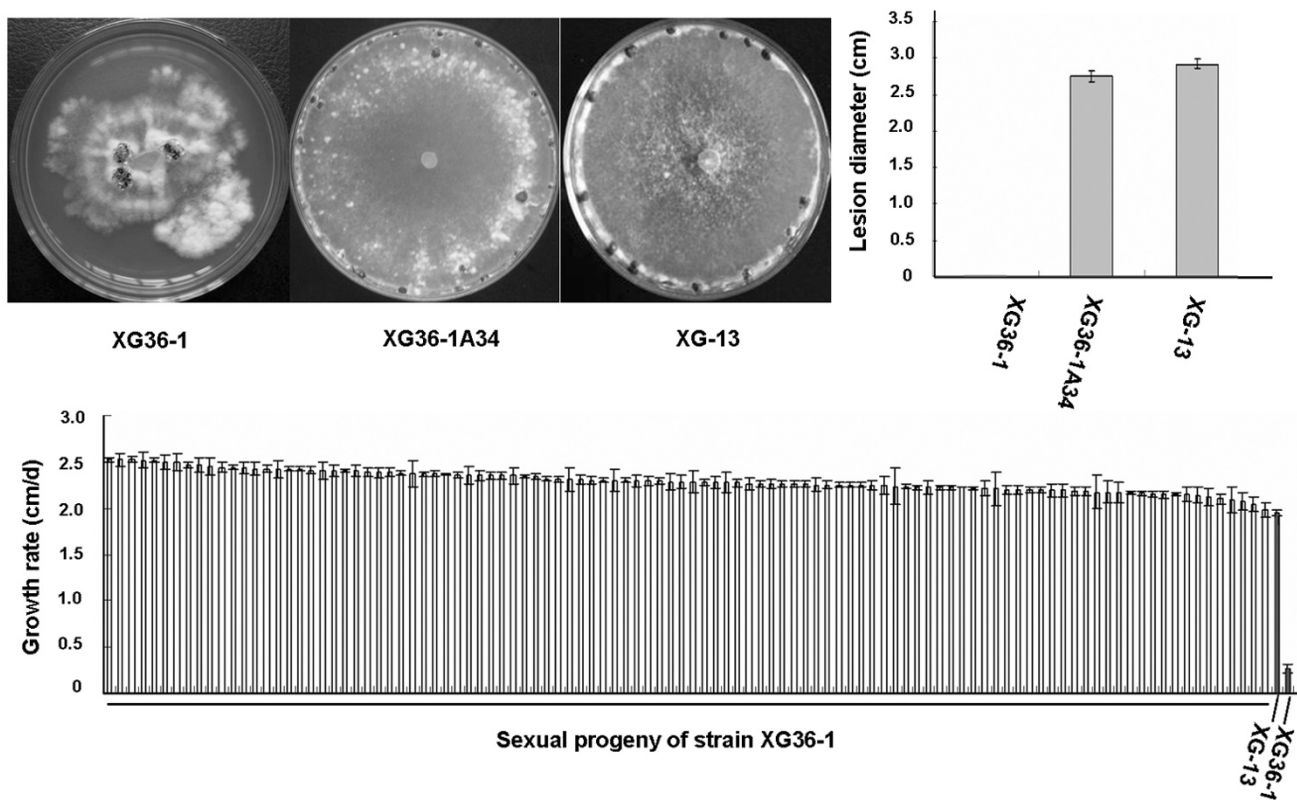 XG36-1
XG36-1A34
XG-13
Lesion diameter (cm)
3.5
3.0
2.5
2.0
1.5
1.0
0.5
0
XG36-1
XG36-1A34
XG-13
Growth rate (cm/d)
3.0
2.5
2.0
1.5
1.0
0.5
0
Sexual progeny of strain XG36-1
XG-13
XG36-1